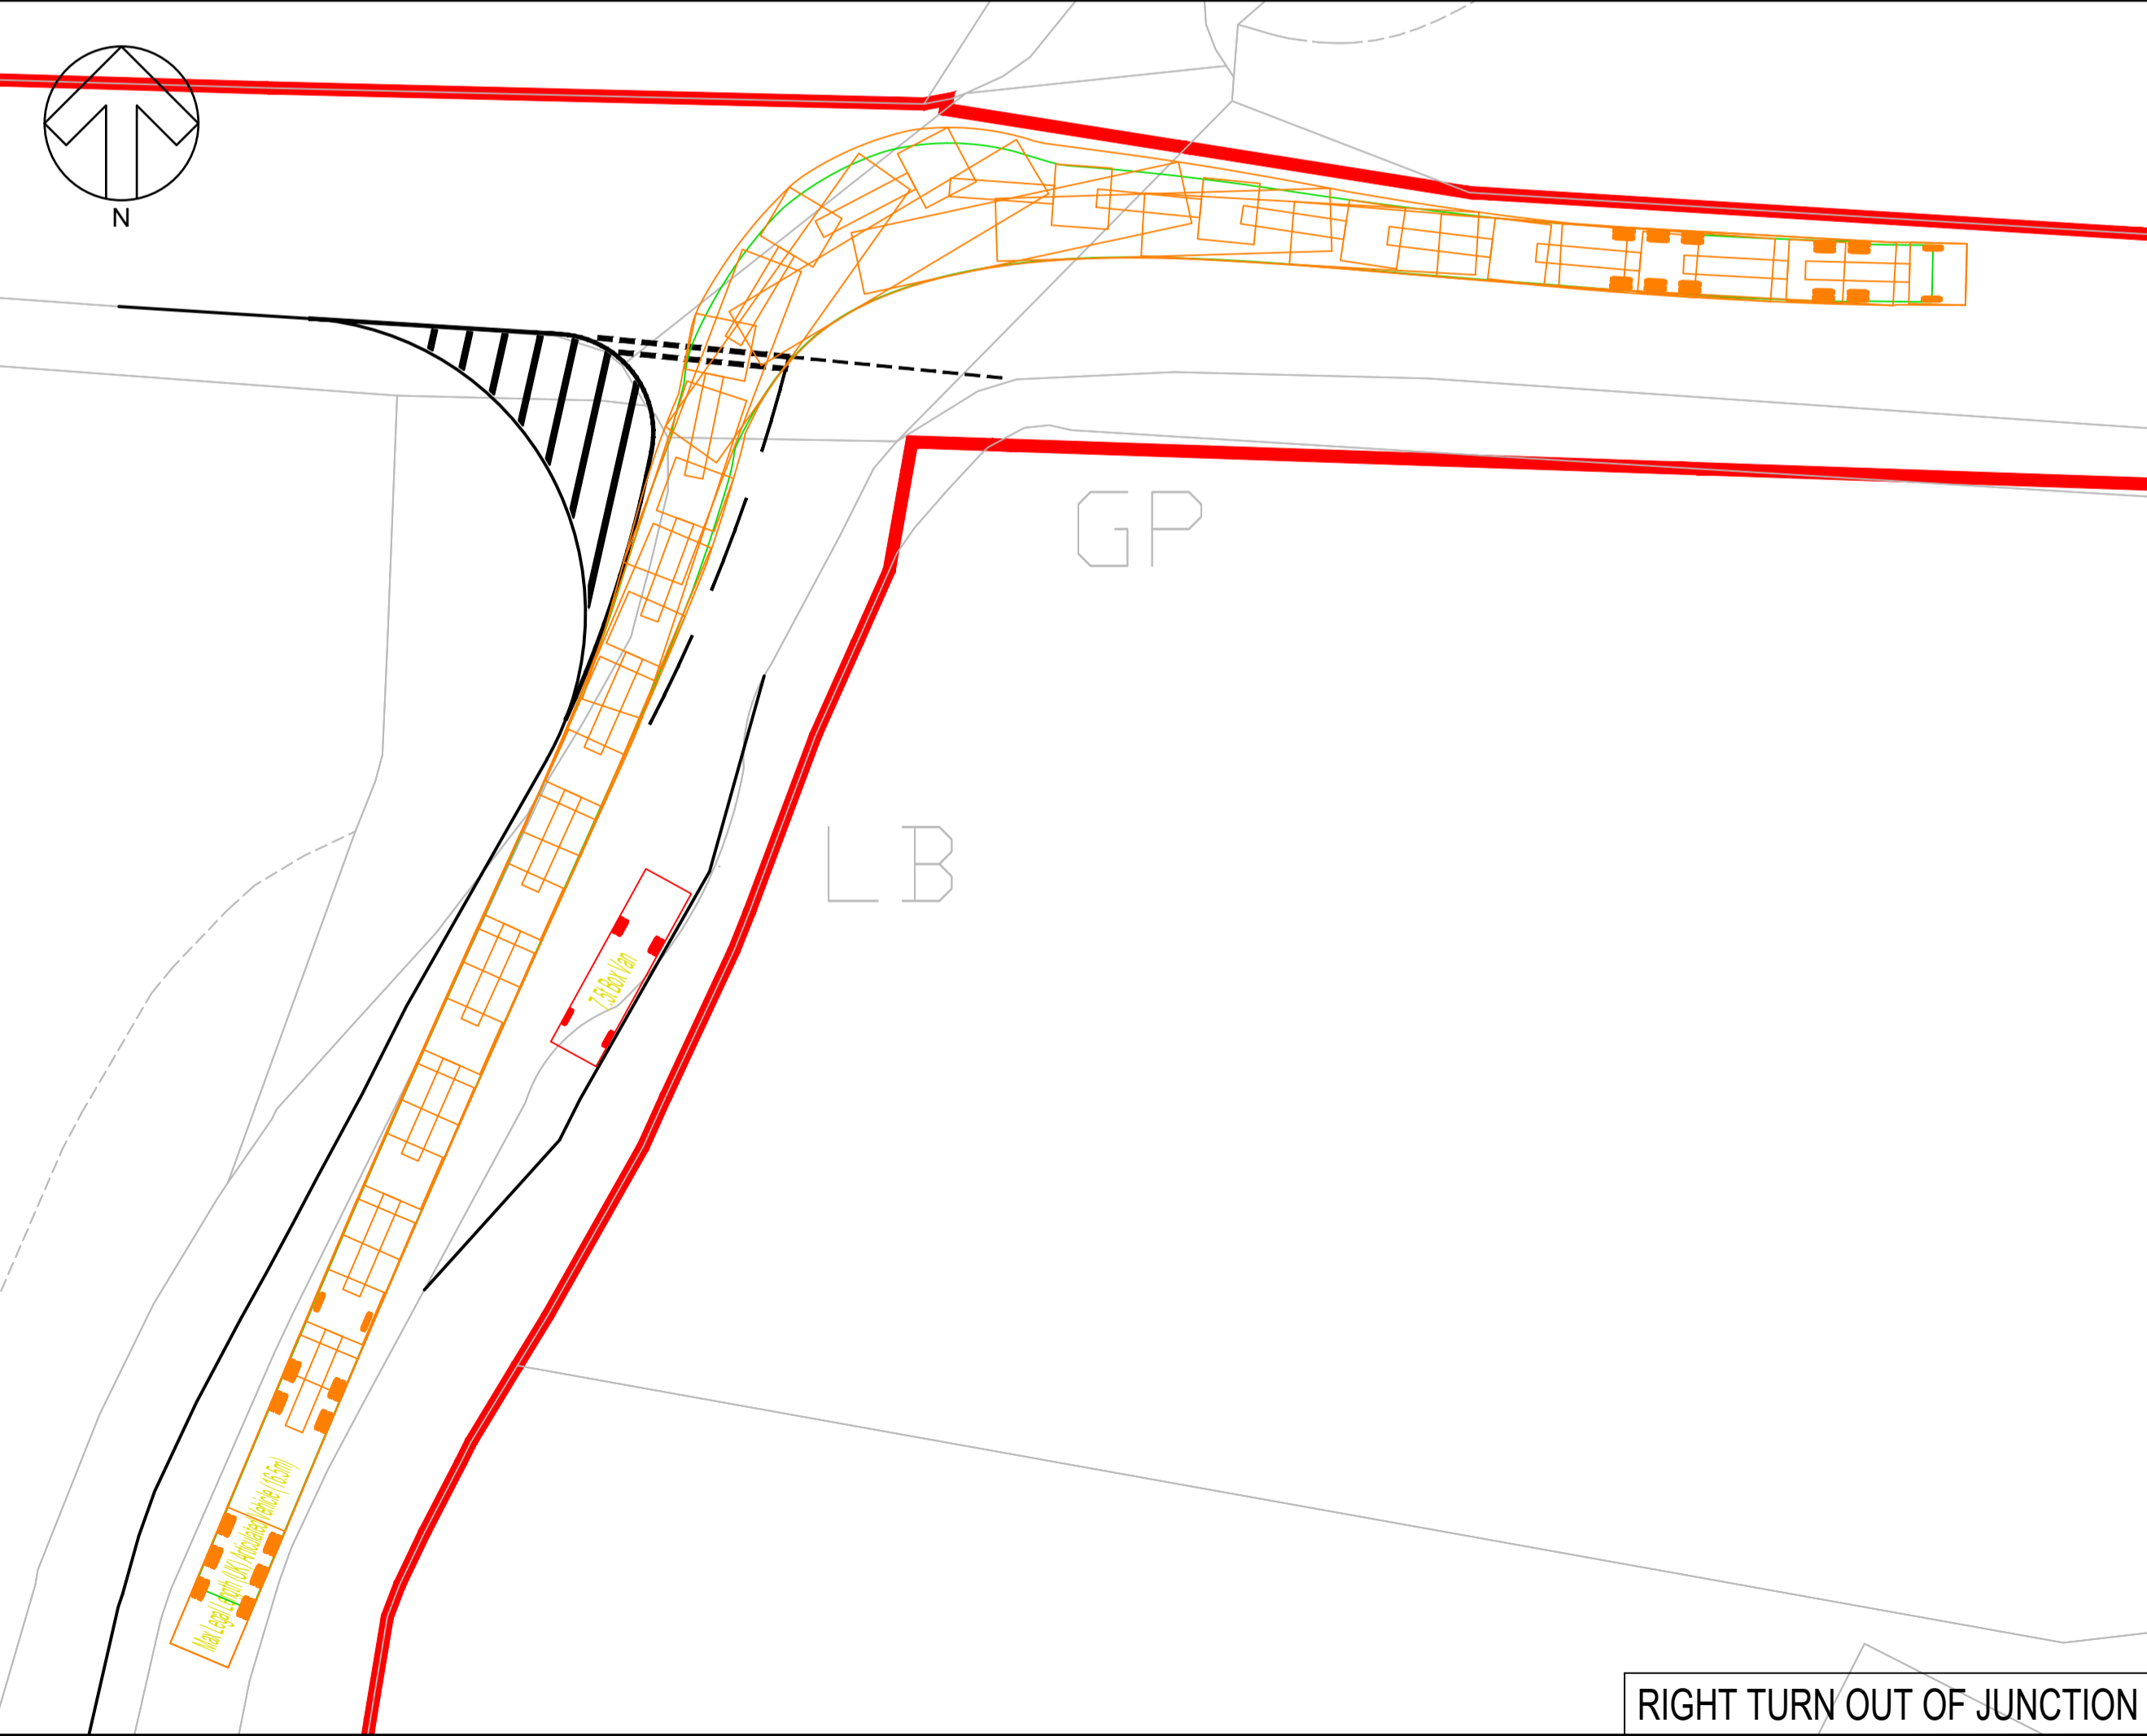 N
GP
LB
7.5t Box Van
Max Legal Length (UK) Articulated Vehicle (16.5m)
RIGHT TURN OUT OF JUNCTION